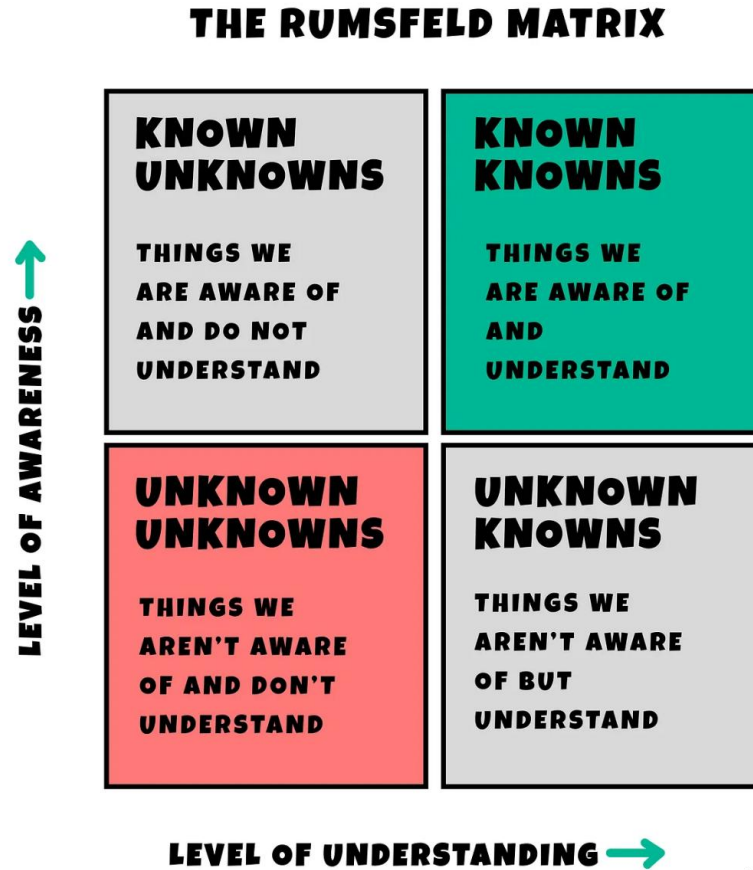 THE RUMSFELD MATRIX
KNOWN
UNKNOWNS
THINGS WE
ARE AWARE OF
AND DO NOT
UNDERSTAND
KNOWN
KNOWNS
THINGS WE
ARE AWARE OF
AND
UNDERSTAND
LEVEL OF AWARENESS
UNKNOWN
UNKNOWNS
THINGS WE
AREN'T AWARE
OF AND DON'T
UNDERSTAND
UNKNOWN
KNOWNS
THINGS WE
AREN'T AWARE
OF BUT
UNDERSTAND
LEVEL OF UNDERSTANDING